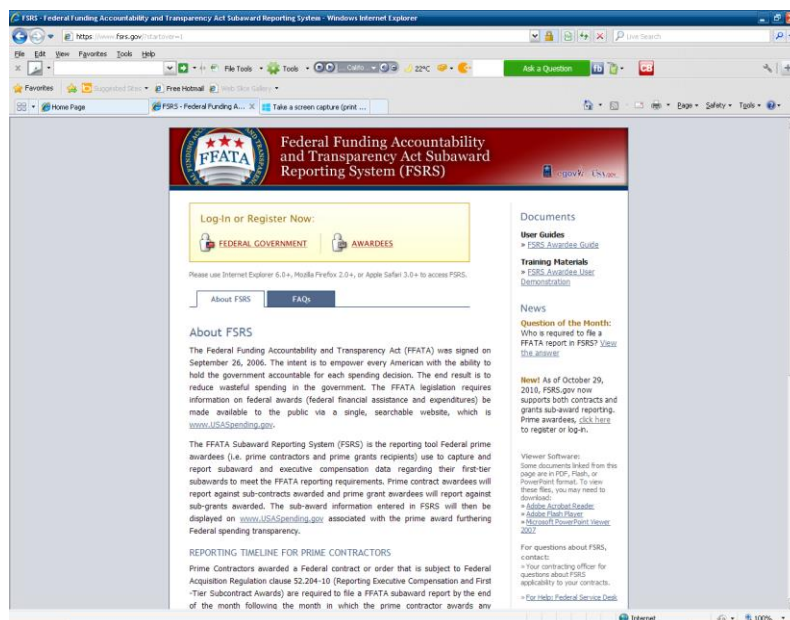 FSRS - Federal Funding Accountability and Transparency Act Subaward Reporting System - Windows Internet Explorer
https://www.fsrs.gov/?startover=1
Live Search
File Edit View Favorites Tools Help
File Tools Tools 22°C Ask a Question fb CB
Favorites Suggested Sites Free Hotmail Web Slice Gallery
Home Page FSRS - Federal Funding A... X Take a screen capture (print ... Page Safety Tools
FFATA
Federal Funding Accountability
and Transparency Act Subaward
Reporting System (FSRS)
USA.gov
Log-In or Register Now:
FEDERAL GOVERNMENT AWARDEES
Please use Internet Explorer 6.0+, Mozilla Firefox 2.0+, or Apple Safari 3.0+ to access FSRS.
About FSRS FAQs
About FSRS
The Federal Funding Accountability and Transparency Act (FFATA) was signed on
September 26, 2006. The intent is to empower every American with the ability to
hold the government accountable for each spending decision. The end result is to
reduce wasteful spending in the government. The FFATA legislation requires
information on federal awards (federal financial assistance and expenditures) be
made available to the public via a single, searchable website, which is
www.USASpending.gov.
The FFATA Subaward Reporting System (FSRS) is the reporting tool Federal prime
awardees (i.e. prime contractors and prime grants recipients) use to capture and
report subaward and executive compensation data regarding their first-tier
subawards to meet the FFATA reporting requirements. Prime contract awardees will
report against sub-contracts awarded and prime grant awardees will report against
sub-grants awarded. The sub-award information entered in FSRS will then be
displayed on www.USASpending.gov associated with the prime award furthering
Federal spending transparency.
REPORTING TIMELINE FOR PRIME CONTRACTORS
Prime Contractors awarded a Federal contract or order that is subject to Federal
Acquisition Regulation clause 52.204-10 (Reporting Executive Compensation and First
-Tier Subcontract Awards) are required to file a FFATA subaward report by the end
of the month following the month in which the prime contractor awards any
Documents
User Guides
» FSRS Awardee Guide
Training Materials
» FSRS Awardee User
Demonstration
News
Question of the Month:
Who is required to file a
FFATA report in FSRS? View
the answer
New! As of October 29,
2010, FSRS.gov now
supports both contracts and
grants sub-award reporting.
Prime awardees, click here
to register or log-in.
Viewer Software:
Some documents linked from this
page are in PDF, Flash, or
PowerPoint format. To view
these files, you may need to
download:
» Adobe Acrobat Reader
» Adobe Flash Player
» Microsoft PowerPoint Viewer
2007
For questions about FSRS,
contact:
» Your contracting officer for
questions about FSRS
applicability to your contracts.
» For Help: Federal Service Desk
Internet 100%